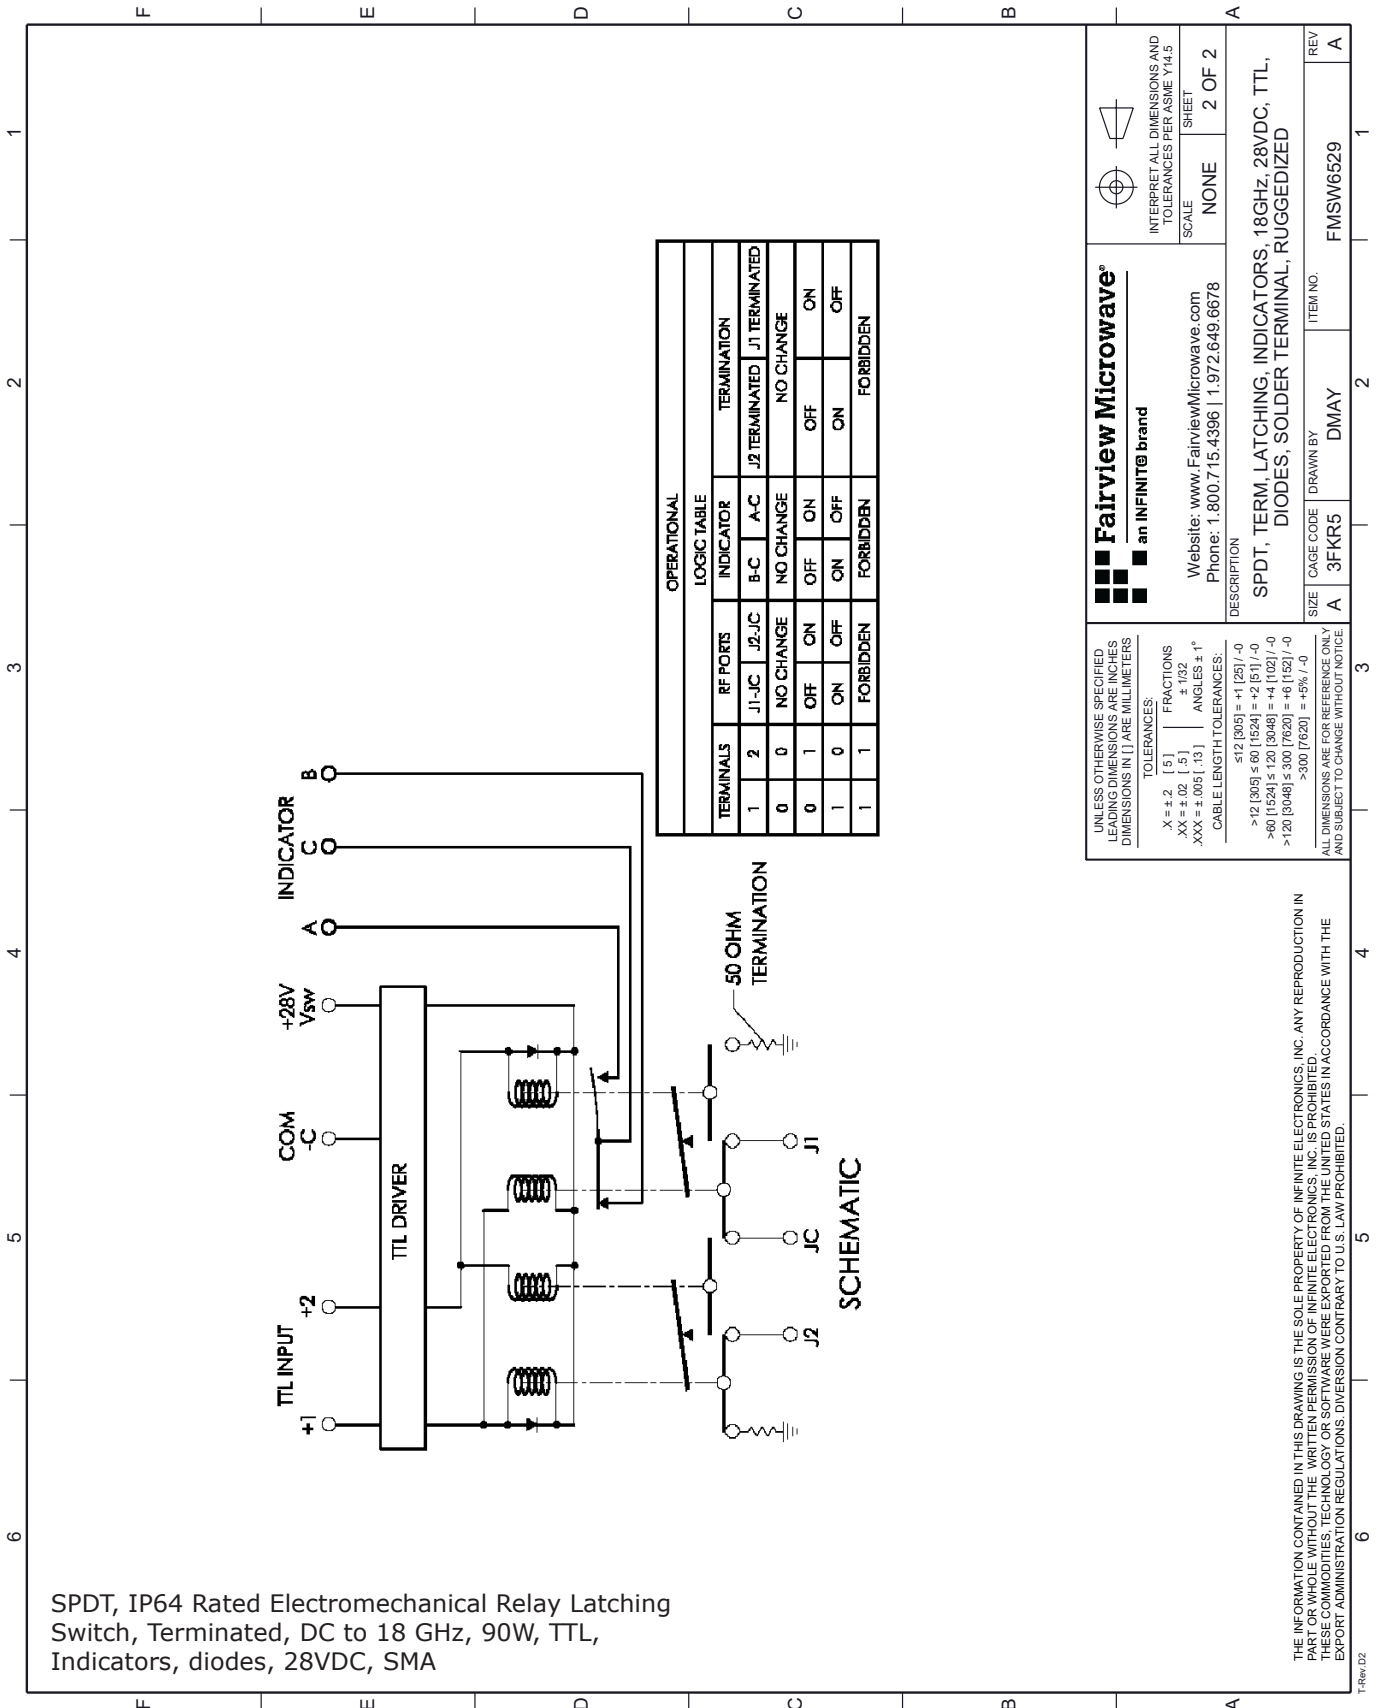 6
5
4
3
2
1
F
E
D
C
B
A
TTL INPUT
+1
+2
COM
-C
+28V
Vsw
INDICATOR
A
C
B
TTL DRIVER
50 OHM
TERMINATION
J2
JC
J1
SCHEMATIC
OPERATIONAL
LOGIC TABLE
TERMINALS RF PORTS INDICATOR TERMINATION
1 2 J1-JC J2-JC B-C A-C J2 TERMINATED J1 TERMINATED
0 0 NO CHANGE NO CHANGE NO CHANGE
0 1 OFF ON OFF ON OFF ON
1 0 ON OFF ON OFF ON OFF
1 1 FORBIDDEN FORBIDDEN FORBIDDEN
UNLESS OTHERWISE SPECIFIED
LEADING DIMENSIONS ARE INCHES
DIMENSIONS IN [ ] ARE MILLIMETERS
TOLERANCES:
.X = ±.2 [ 5 ] FRACTIONS
.XX = ±.02 [ .5 ] ± 1/32
.XXX = ±.005 [ .13 ] ANGLES ± 1°
CABLE LENGTH TOLERANCES:
≤12 [305] = +1 [25] / -0
>12 [305] ≤ 60 [1524] = +2 [51] / -0
>60 [1524] ≤ 120 [3048] = +4 [102] / -0
>120 [3048] ≤ 300 [7620] = +6 [152] / -0
>300 [7620] = +5% / -0
ALL DIMENSIONS ARE FOR REFERENCE ONLY
AND SUBJECT TO CHANGE WITHOUT NOTICE.
Fairview Microwave®
an INFINIT® brand
Website: www.FairviewMicrowave.com
Phone: 1.800.715.4396 | 1.972.649.6678
INTERPRET ALL DIMENSIONS AND
TOLERANCES PER ASME Y14.5
SCALE
NONE
SHEET
2 OF 2
DESCRIPTION
SPDT, TERM, LATCHING, INDICATORS, 18GHz, 28VDC, TTL,
DIODES, SOLDER TERMINAL, RUGGEDIZED
SIZE
A
CAGE CODE
3FKR5
DRAWN BY
DMAY
ITEM NO.
FMSW6529
REV
A
THE INFORMATION CONTAINED IN THIS DRAWING IS THE SOLE PROPERTY OF INFINITE ELECTRONICS, INC. ANY REPRODUCTION IN
PART OR WHOLE WITHOUT THE WRITTEN PERMISSION OF INFINITE ELECTRONICS, INC. IS PROHIBITED.
THESE COMMODITIES, TECHNOLOGY OR SOFTWARE WERE EXPORTED FROM THE UNITED STATES IN ACCORDANCE WITH THE
EXPORT ADMINISTRATION REGULATIONS. DIVERSION CONTRARY TO U.S. LAW PROHIBITED.
T-Rev.D2
6
5
4
3
2
1
F
E
D
C
B
A
SPDT, IP64 Rated Electromechanical Relay Latching
Switch, Terminated, DC to 18 GHz, 90W, TTL,
Indicators, diodes, 28VDC, SMA